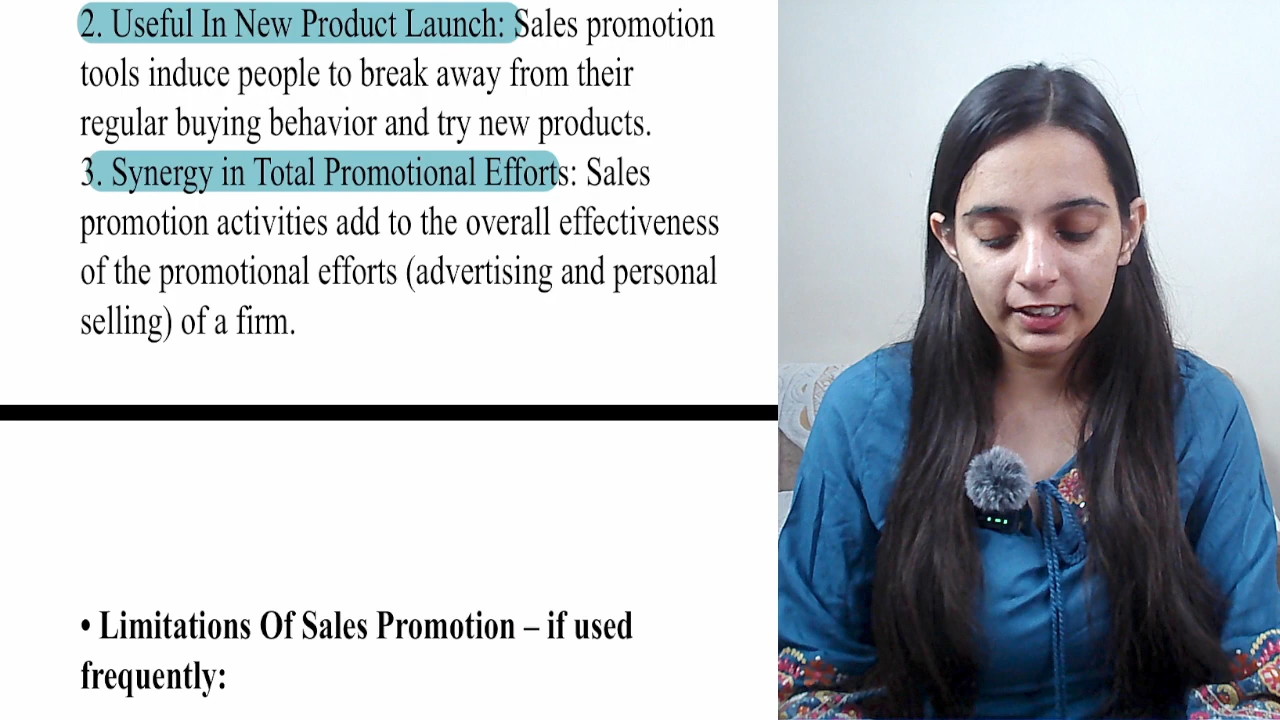 2. Useful In New Product Launch: Sales promotion
tools induce people to break away from their
regular buying behavior and try new products.
3. Synergy in Total Promotional Efforts: Sales
promotion activities add to the overall effectiveness
of the promotional efforts (advertising and personal
selling) of a firm.
• Limitations Of Sales Promotion – if used
frequently: